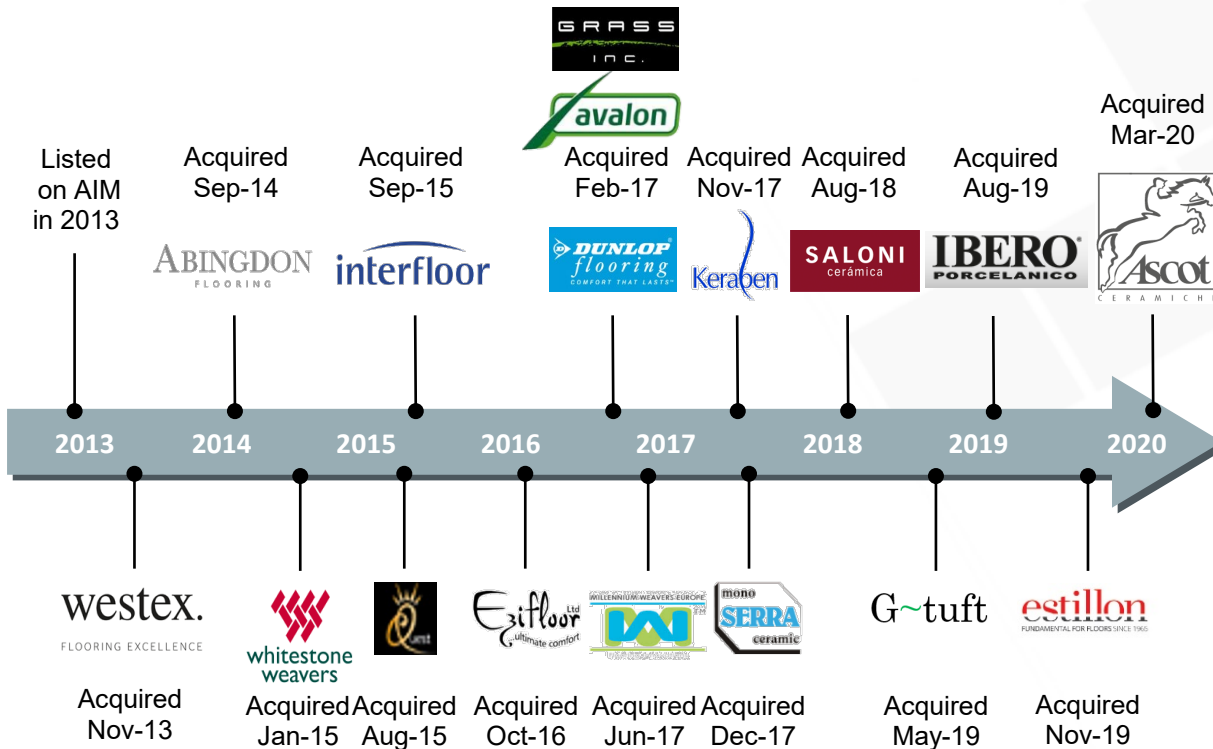 GRASS
INC.
avalon
Listed
on AIM
in 2013
Acquired
Sep-14
ABINGDON
FLOORING
Acquired
Sep-15
interfloor
Acquired
Feb-17
DUNLOP®
flooring
COMFORT THAT LASTS™
Acquired
Nov-17
Keraben
Acquired
Aug-18
SALONI
cerámica
Acquired
Aug-19
IBERO®
PORCELANICO
Acquired
Mar-20
ASCOT
CERAMICHE
2013 2014 2015 2016 2017 2018 2019 2020
westex.
FLOORING EXCELLENCE
Acquired
Nov-13
whitestone
weavers
Acquired
Jan-15
Quest
Acquired
Aug-15
Ezifloor Ltd
...ultimate comfort
Acquired
Oct-16
MILLENNIUM WEAVERS EUROPE
Acquired
Jun-17
mono
SERRA
ceramic
Acquired
Dec-17
G~tuft
Acquired
May-19
estillon
FUNDAMENTAL FOR FLOORS SINCE 1965
Acquired
Nov-19